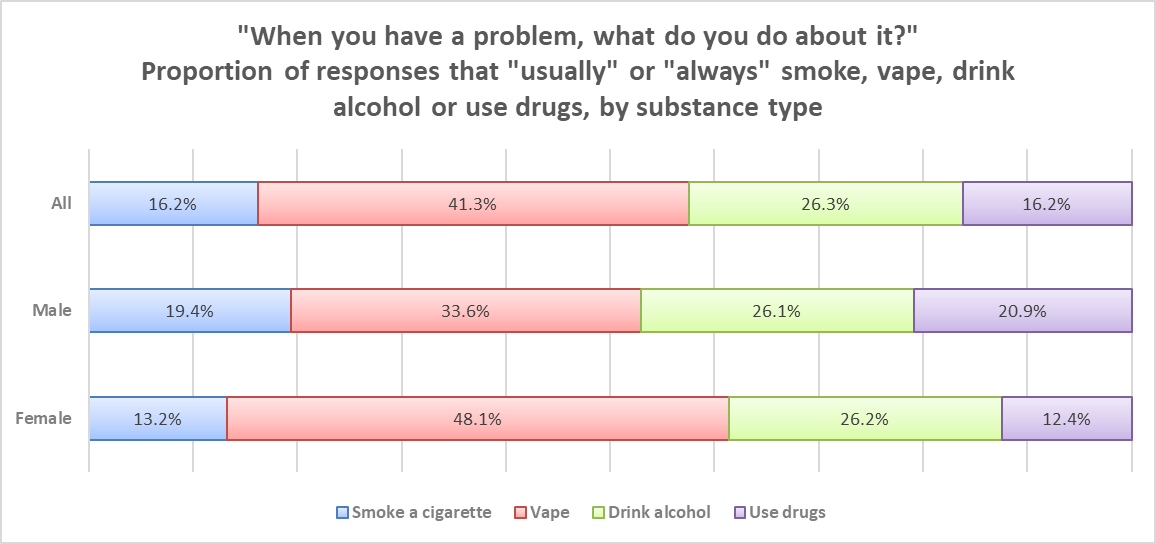 "When you have a problem, what do you do about it?"
Proportion of responses that "usually" or "always" smoke, vape, drink
alcohol or use drugs, by substance type
All 16.2% 41.3% 26.3% 16.2%
Male 19.4% 33.6% 26.1% 20.9%
Female 13.2% 48.1% 26.2% 12.4%
Smoke a cigarette Vape Drink alcohol Use drugs